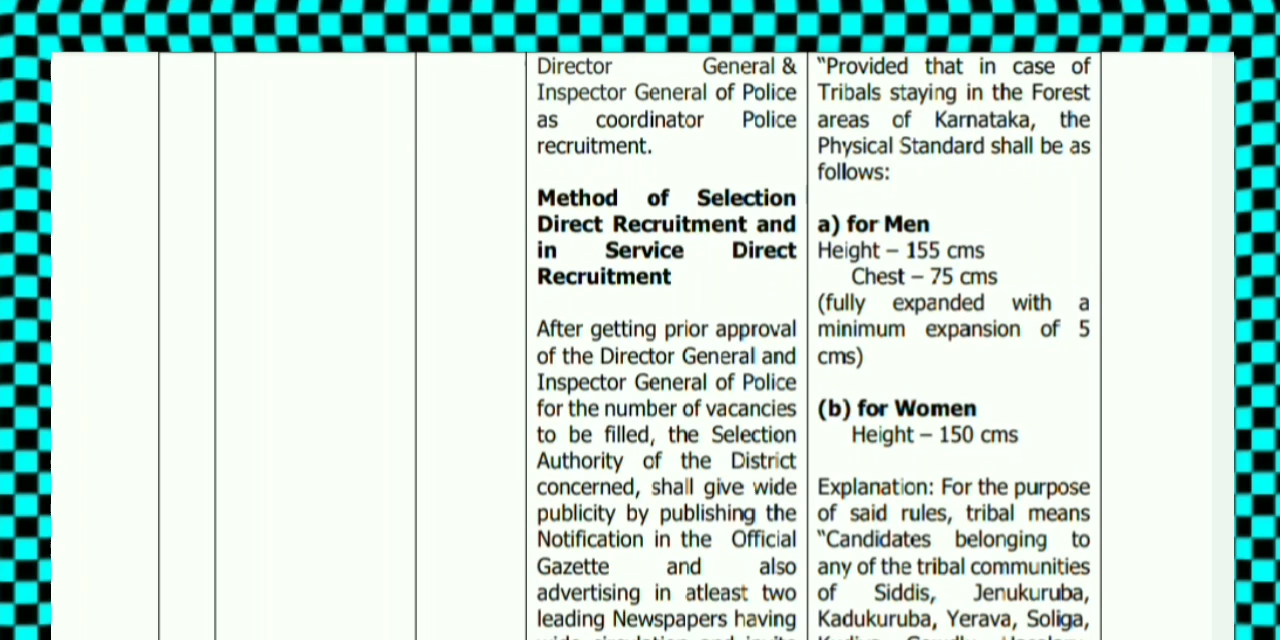 Director General &
Inspector General of Police
as coordinator Police
recruitment.
Method of Selection
Direct Recruitment and
in Service Direct
Recruitment
After getting prior approval
of the Director General and
Inspector General of Police
for the number of vacancies
to be filled, the Selection
Authority of the District
concerned, shall give wide
publicity by publishing the
Notification in the Official
Gazette and also
advertising in atleast two
leading Newspapers having
"Provided that in case of
Tribals staying in the Forest
areas of Karnataka, the
Physical Standard shall be as
follows:
a) for Men
Height – 155 cms
Chest – 75 cms
(fully expanded with a
minimum expansion of 5
cms)
(b) for Women
Height – 150 cms
Explanation: For the purpose
of said rules, tribal means
"Candidates belonging to
any of the tribal communities
of Siddis, Jenukuruba,
Kadukuruba, Yerava, Soliga,